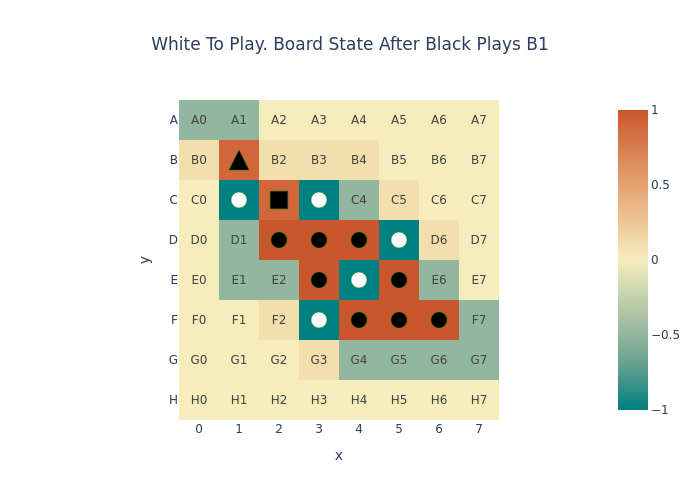 White To Play. Board State After Black Plays B1
A A0 A1 A2 A3 A4 A5 A6 A7
B B0 B2 B3 B4 B5 B6 B7
C C0 C4 C5 C6 C7
D D0 D1 D6 D7
E E0 E1 E2 E6 E7
F F0 F1 F2 F7
G G0 G1 G2 G3 G4 G5 G6 G7
H H0 H1 H2 H3 H4 H5 H6 H7
0 1 2 3 4 5 6 7
x
y
1
0.5
0
−0.5
−1